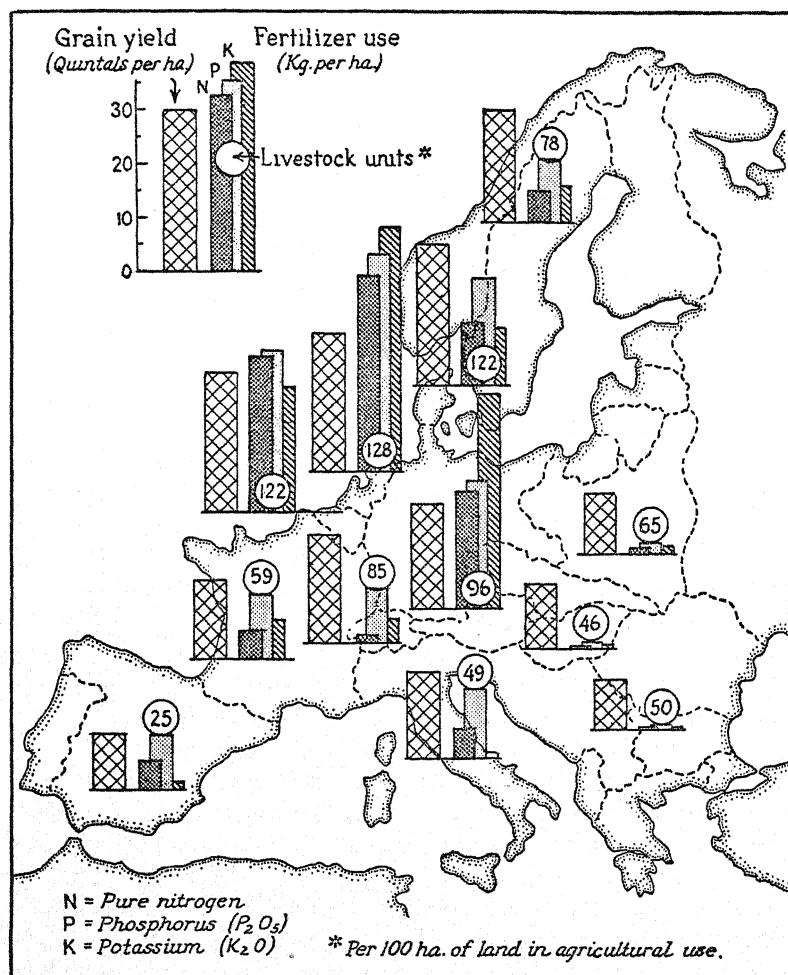 Grain yield Fertilizer use
(Quintals per ha.) (Kg. per ha.)
K
P
N
30
20
10
0
Livestock units*
78
122
128
122
96
65
59
85
46
49
50
25
N = Pure nitrogen
P = Phosphorus (P₂O₅)
K = Potassium (K₂O) * Per 100 ha. of land in agricultural use.